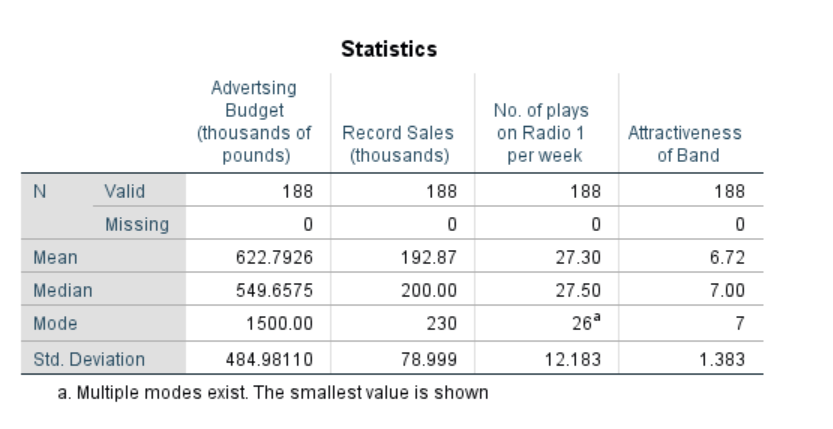 Statistics
Advertsing Budget (thousands of pounds) Record Sales (thousands) No. of plays on Radio 1 per week Attractiveness of Band
N Valid 188 188 188 188
Missing 0 0 0 0
Mean 622.7926 192.87 27.30 6.72
Median 549.6575 200.00 27.50 7.00
Mode 1500.00 230 26a 7
Std. Deviation 484.98110 78.999 12.183 1.383
a. Multiple modes exist. The smallest value is shown